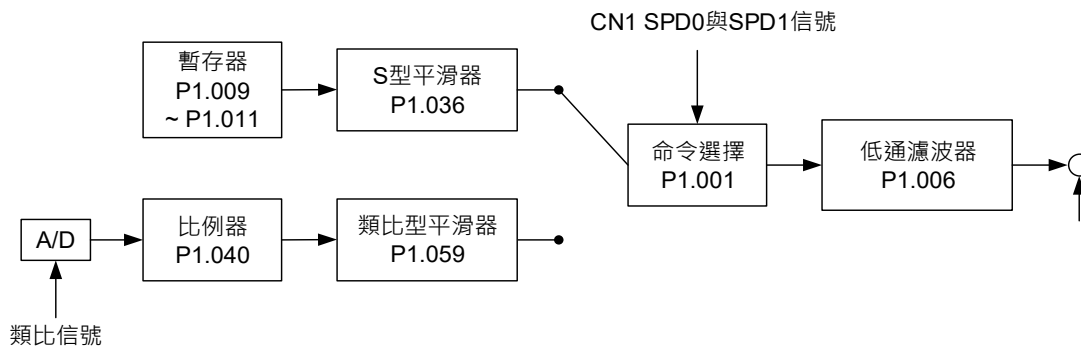 CN1 SPD0與SPD1信號
暫存器
P1.009
~ P1.011
S型平滑器
P1.036
命令選擇
P1.001
低通濾波器
P1.006
A/D
比例器
P1.040
類比型平滑器
P1.059
類比信號